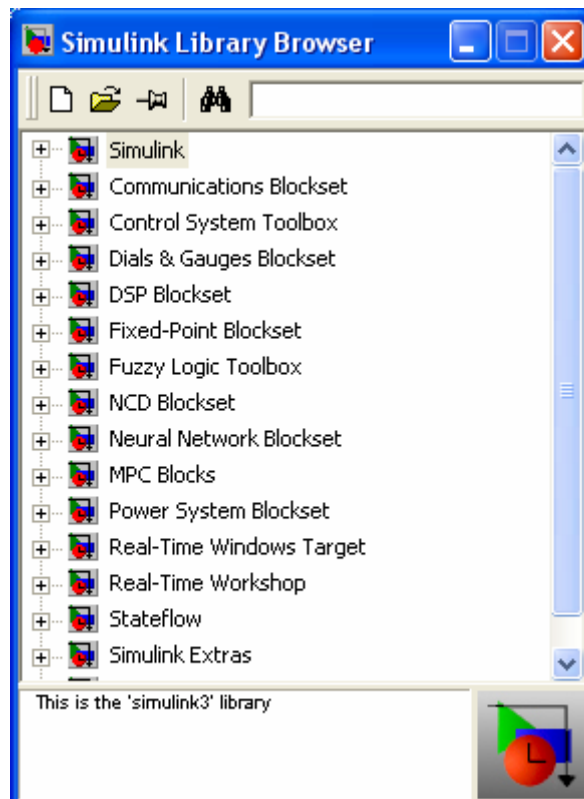 Simulink Library Browser
Simulink
Communications Blockset
Control System Toolbox
Dials & Gauges Blockset
DSP Blockset
Fixed-Point Blockset
Fuzzy Logic Toolbox
NCD Blockset
Neural Network Blockset
MPC Blocks
Power System Blockset
Real-Time Windows Target
Real-Time Workshop
Stateflow
Simulink Extras
This is the 'simulink3' library